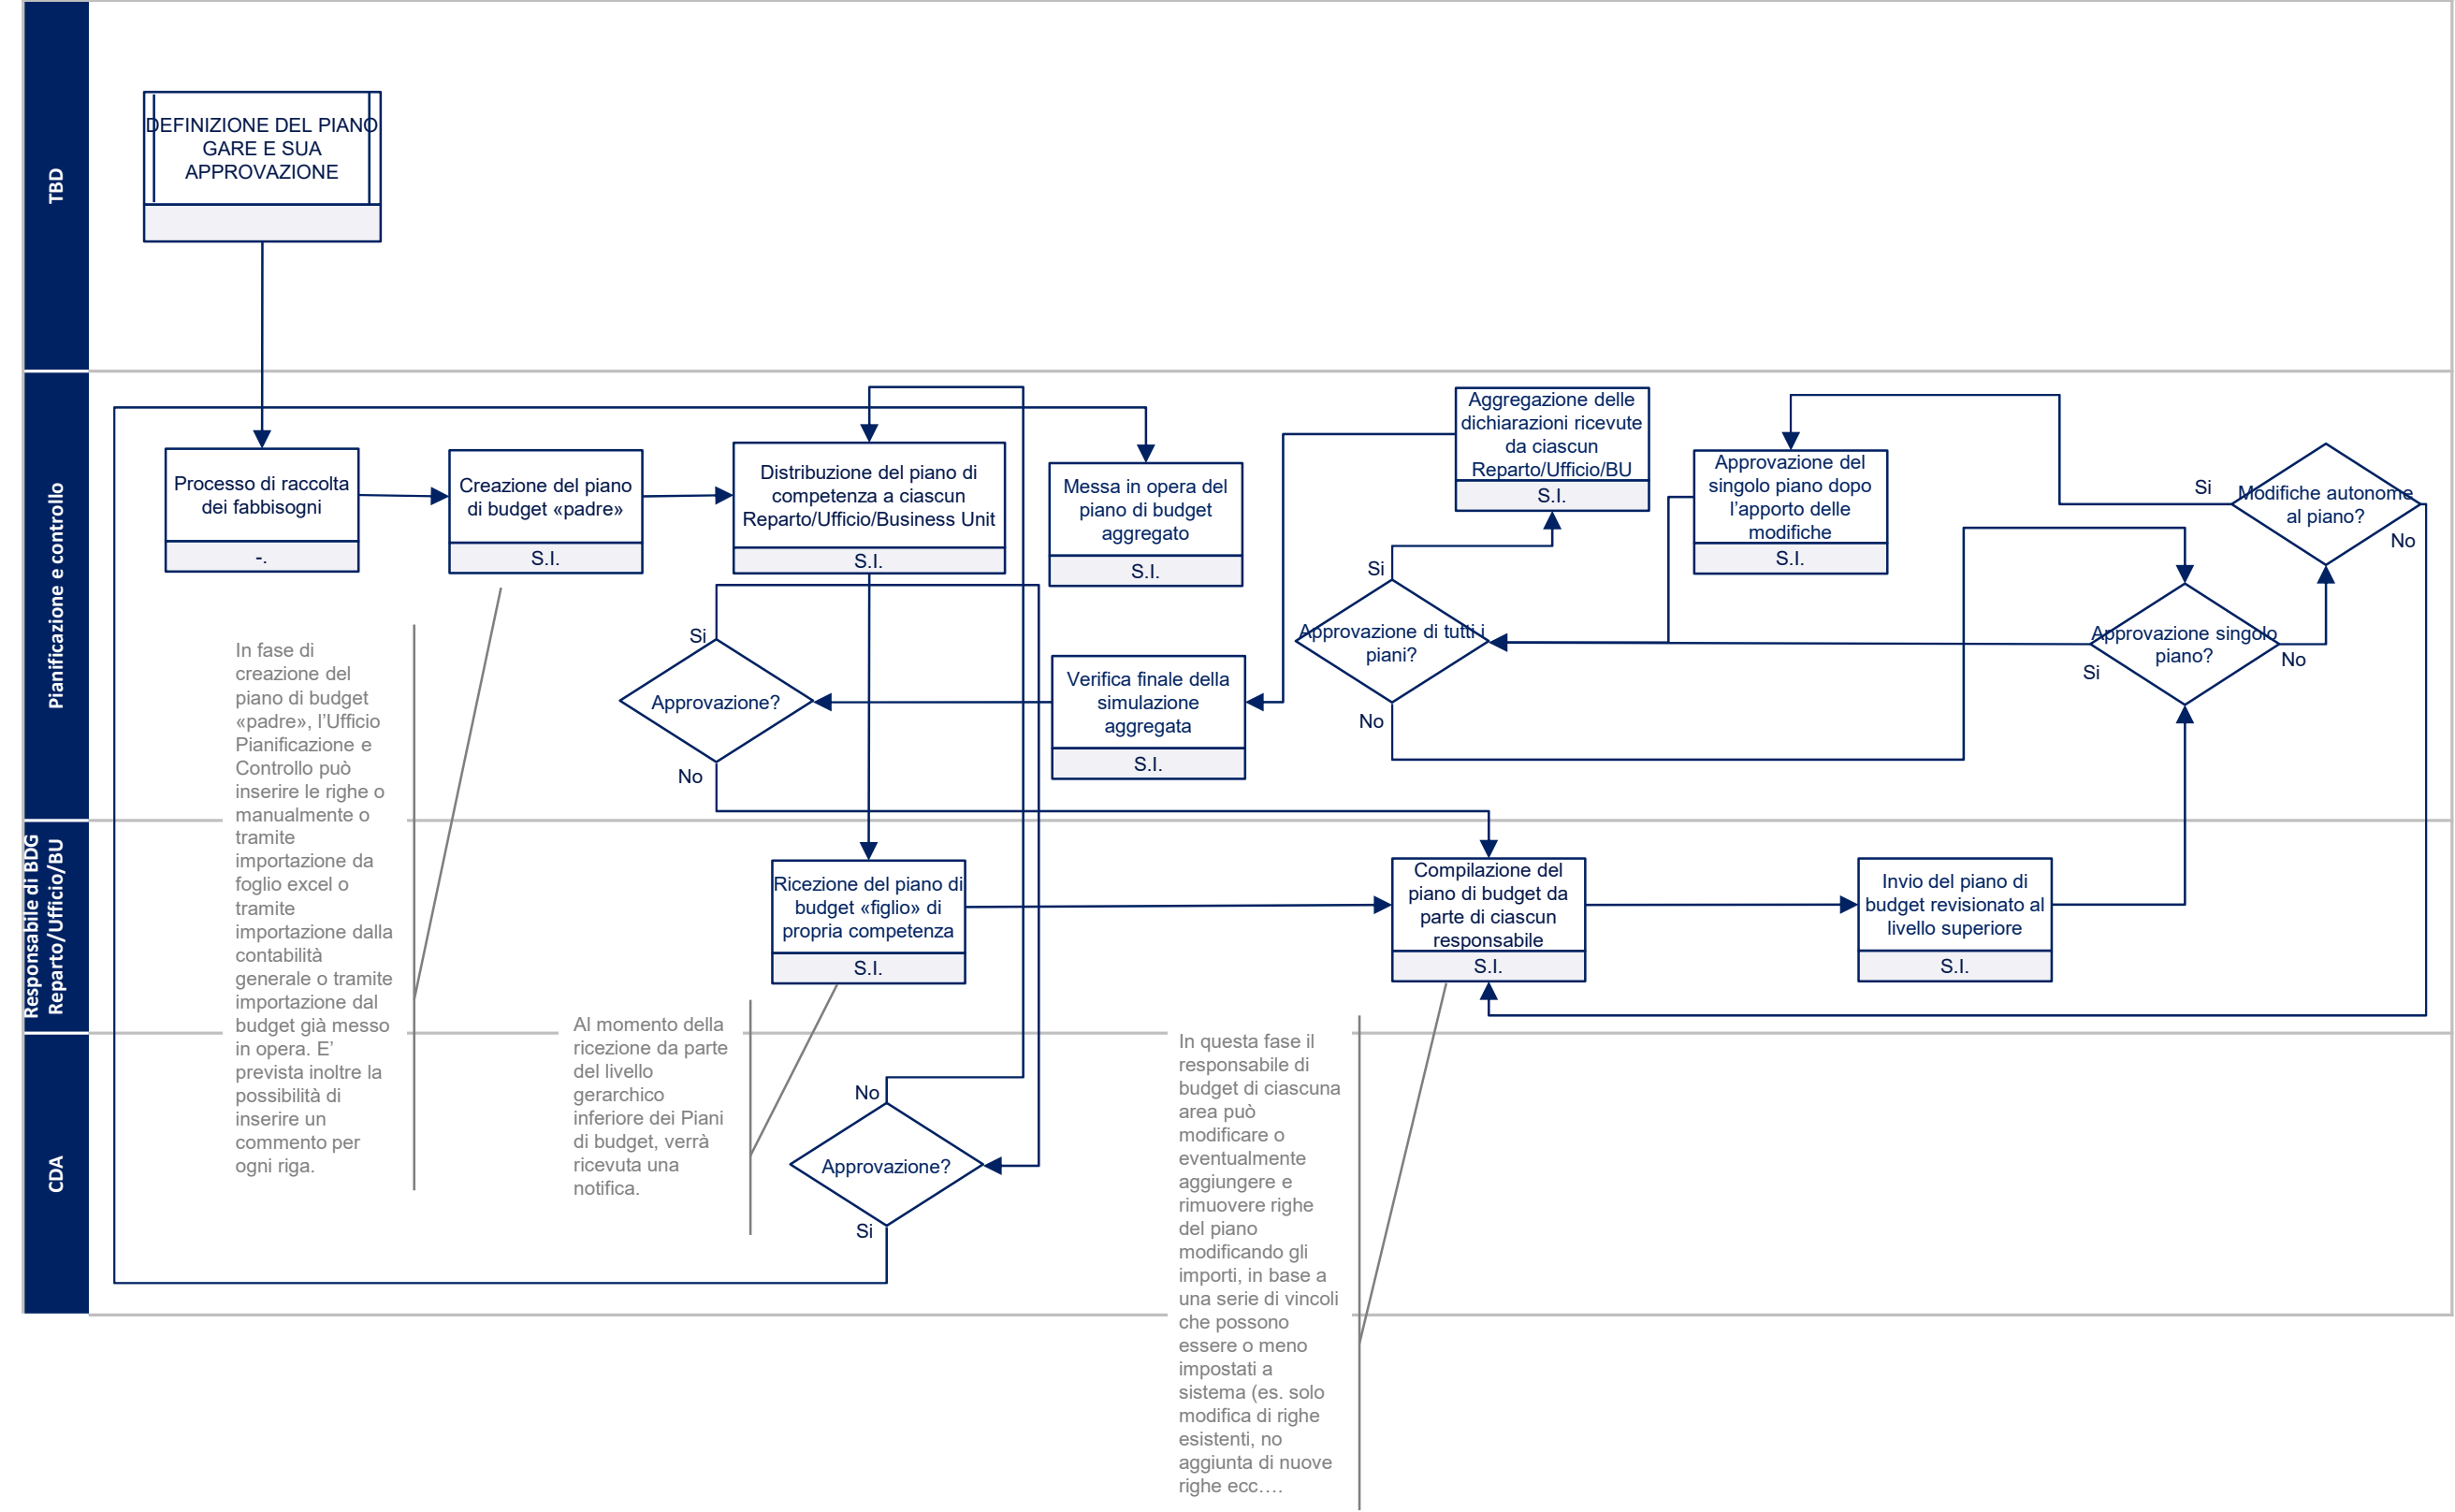 TBD
DEFINIZIONE DEL PIANO
GARE E SUA
APPROVAZIONE
Pianificazione e controllo
Processo di raccolta
dei fabbisogni
-.
Creazione del piano
di budget «padre»
S.I.
Distribuzione del piano di
competenza a ciascun
Reparto/Ufficio/Business Unit
S.I.
Messa in opera del
piano di budget
aggregato
S.I.
Aggregazione delle
dichiarazioni ricevute
da ciascun
Reparto/Ufficio/BU
S.I.
Approvazione del
singolo piano dopo
l’apporto delle
modifiche
S.I.
Si
Modifiche autonome
al piano?
No
Si
Approvazione?
No
Verifica finale della
simulazione
aggregata
S.I.
Si
Approvazione di tutti i
piani?
No
Approvazione singolo
piano?
Si
No
In fase di
creazione del
piano di budget
«padre», l’Ufficio
Pianificazione e
Controllo può
inserire le righe o
manualmente o
tramite
importazione da
foglio excel o
tramite
importazione dalla
contabilità
generale o tramite
importazione dal
budget già messo
in opera. E’
prevista inoltre la
possibilità di
inserire un
commento per
ogni riga.
Responsabile di BDG
Reparto/Ufficio/BU
Ricezione del piano di
budget «figlio» di
propria competenza
S.I.
Compilazione del
piano di budget da
parte di ciascun
responsabile
S.I.
Invio del piano di
budget revisionato al
livello superiore
S.I.
Al momento della
ricezione da parte
del livello
gerarchico
inferiore dei Piani
di budget, verrà
ricevuta una
notifica.
CDA
No
Approvazione?
Si
In questa fase il
responsabile di
budget di ciascuna
area può
modificare o
eventualmente
aggiungere e
rimuovere righe
del piano
modificando gli
importi, in base a
una serie di vincoli
che possono
essere o meno
impostati a
sistema (es. solo
modifica di righe
esistenti, no
aggiunta di nuove
righe ecc….